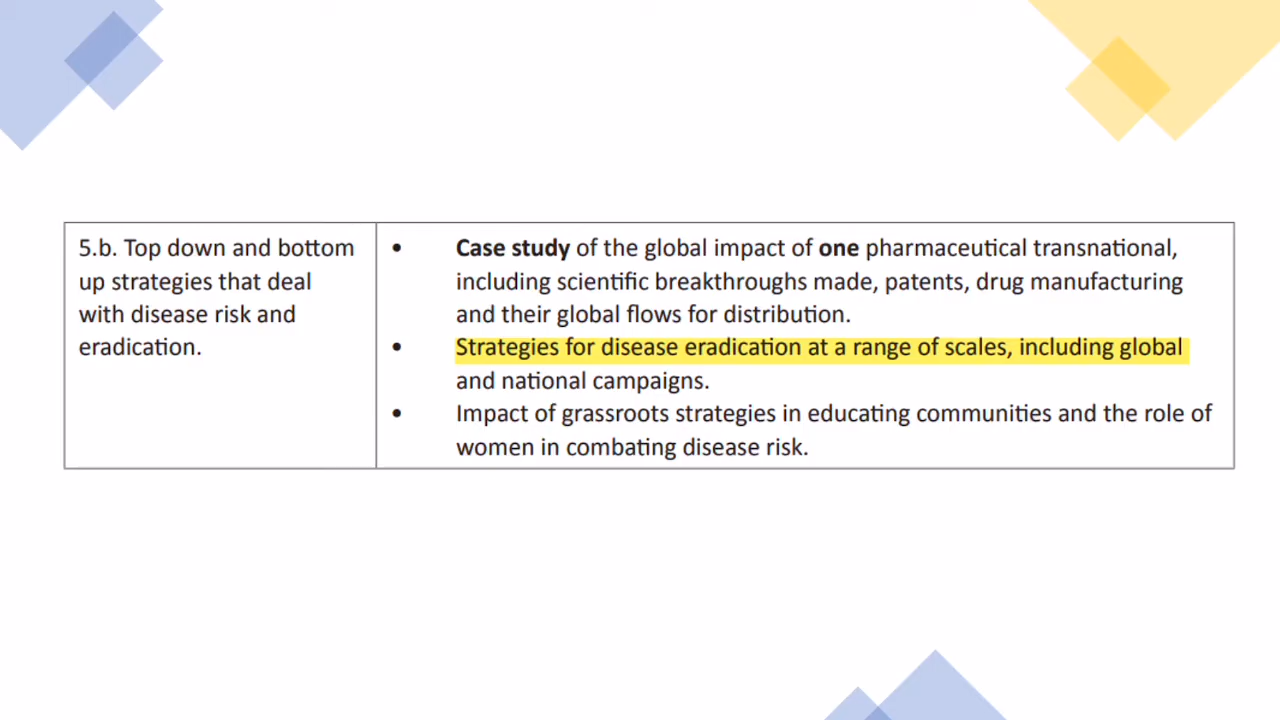 5.b. Top down and bottom
up strategies that deal
with disease risk and
eradication.
• Case study of the global impact of one pharmaceutical transnational,
including scientific breakthroughs made, patents, drug manufacturing
and their global flows for distribution.
• Strategies for disease eradication at a range of scales, including global
and national campaigns.
• Impact of grassroots strategies in educating communities and the role of
women in combating disease risk.